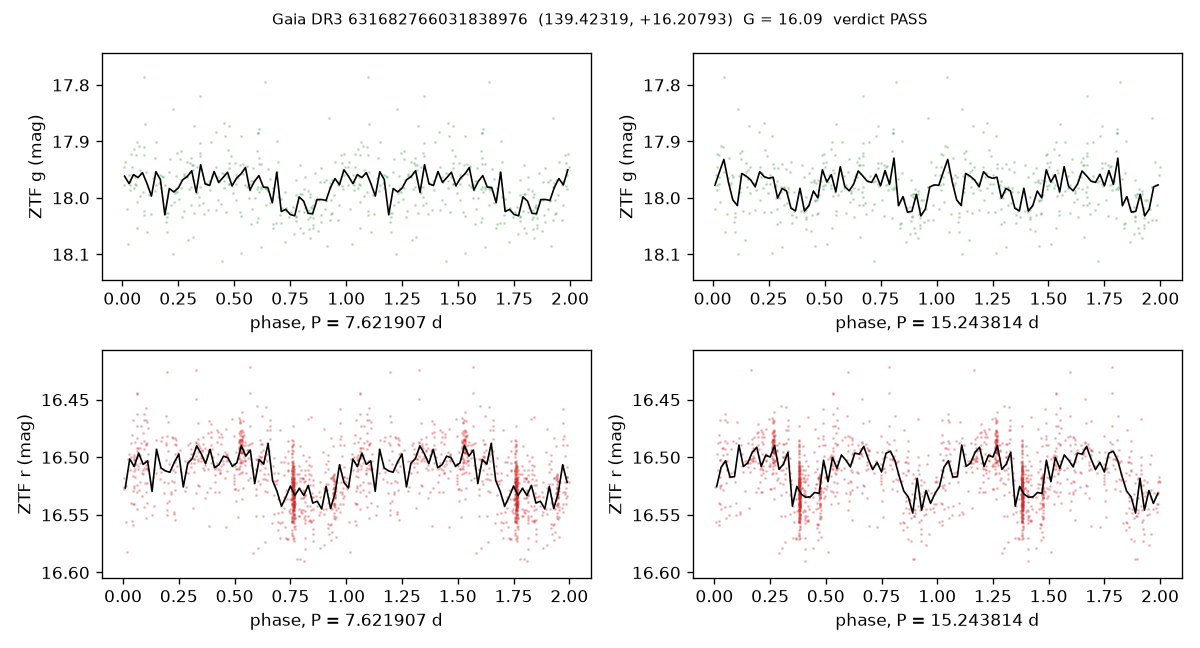 Gaia DR3 631682766031838976 (139.42319, +16.20793) G = 16.09 verdict PASS
ZTF g (mag)
17.8
17.9
18.0
18.1
0.00 0.25 0.50 0.75 1.00 1.25 1.50 1.75 2.00
phase, P = 7.621907 d
ZTF g (mag)
17.8
17.9
18.0
18.1
0.00 0.25 0.50 0.75 1.00 1.25 1.50 1.75 2.00
phase, P = 15.243814 d
ZTF r (mag)
16.45
16.50
16.55
16.60
0.00 0.25 0.50 0.75 1.00 1.25 1.50 1.75 2.00
phase, P = 7.621907 d
ZTF r (mag)
16.45
16.50
16.55
16.60
0.00 0.25 0.50 0.75 1.00 1.25 1.50 1.75 2.00
phase, P = 15.243814 d